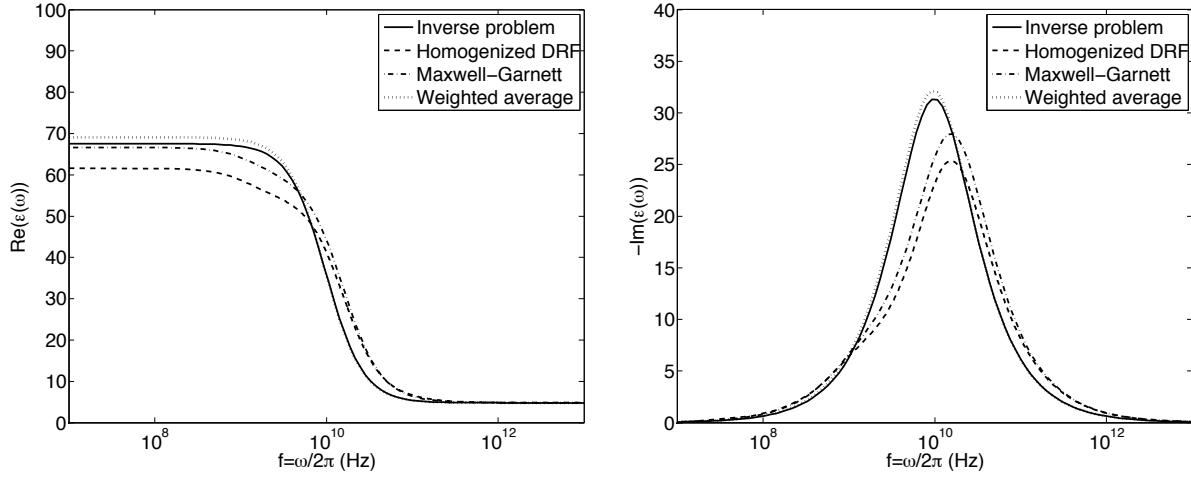 100
90
80
70
60
50
40
30
20
10
0
Re(ε(ω))
10^8
10^10
10^12
f=ω/2π (Hz)
Inverse problem
Homogenized DRF
Maxwell–Garnett
Weighted average
40
35
30
25
20
15
10
5
0
−Im(ε(ω))
10^8
10^10
10^12
f=ω/2π (Hz)
Inverse problem
Homogenized DRF
Maxwell–Garnett
Weighted average